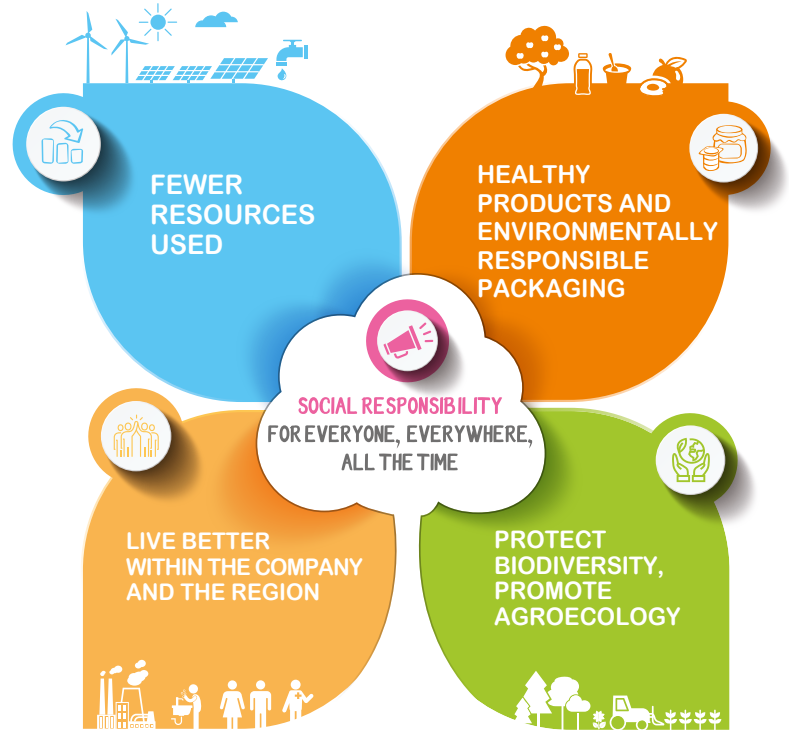 FEWER
RESOURCES
USED
HEALTHY
PRODUCTS AND
ENVIRONMENTALLY
RESPONSIBLE
PACKAGING
SOCIAL RESPONSIBILITY
FOR EVERYONE, EVERYWHERE,
ALL THE TIME
LIVE BETTER
WITHIN THE COMPANY
AND THE REGION
PROTECT
BIODIVERSITY,
PROMOTE
AGROECOLOGY